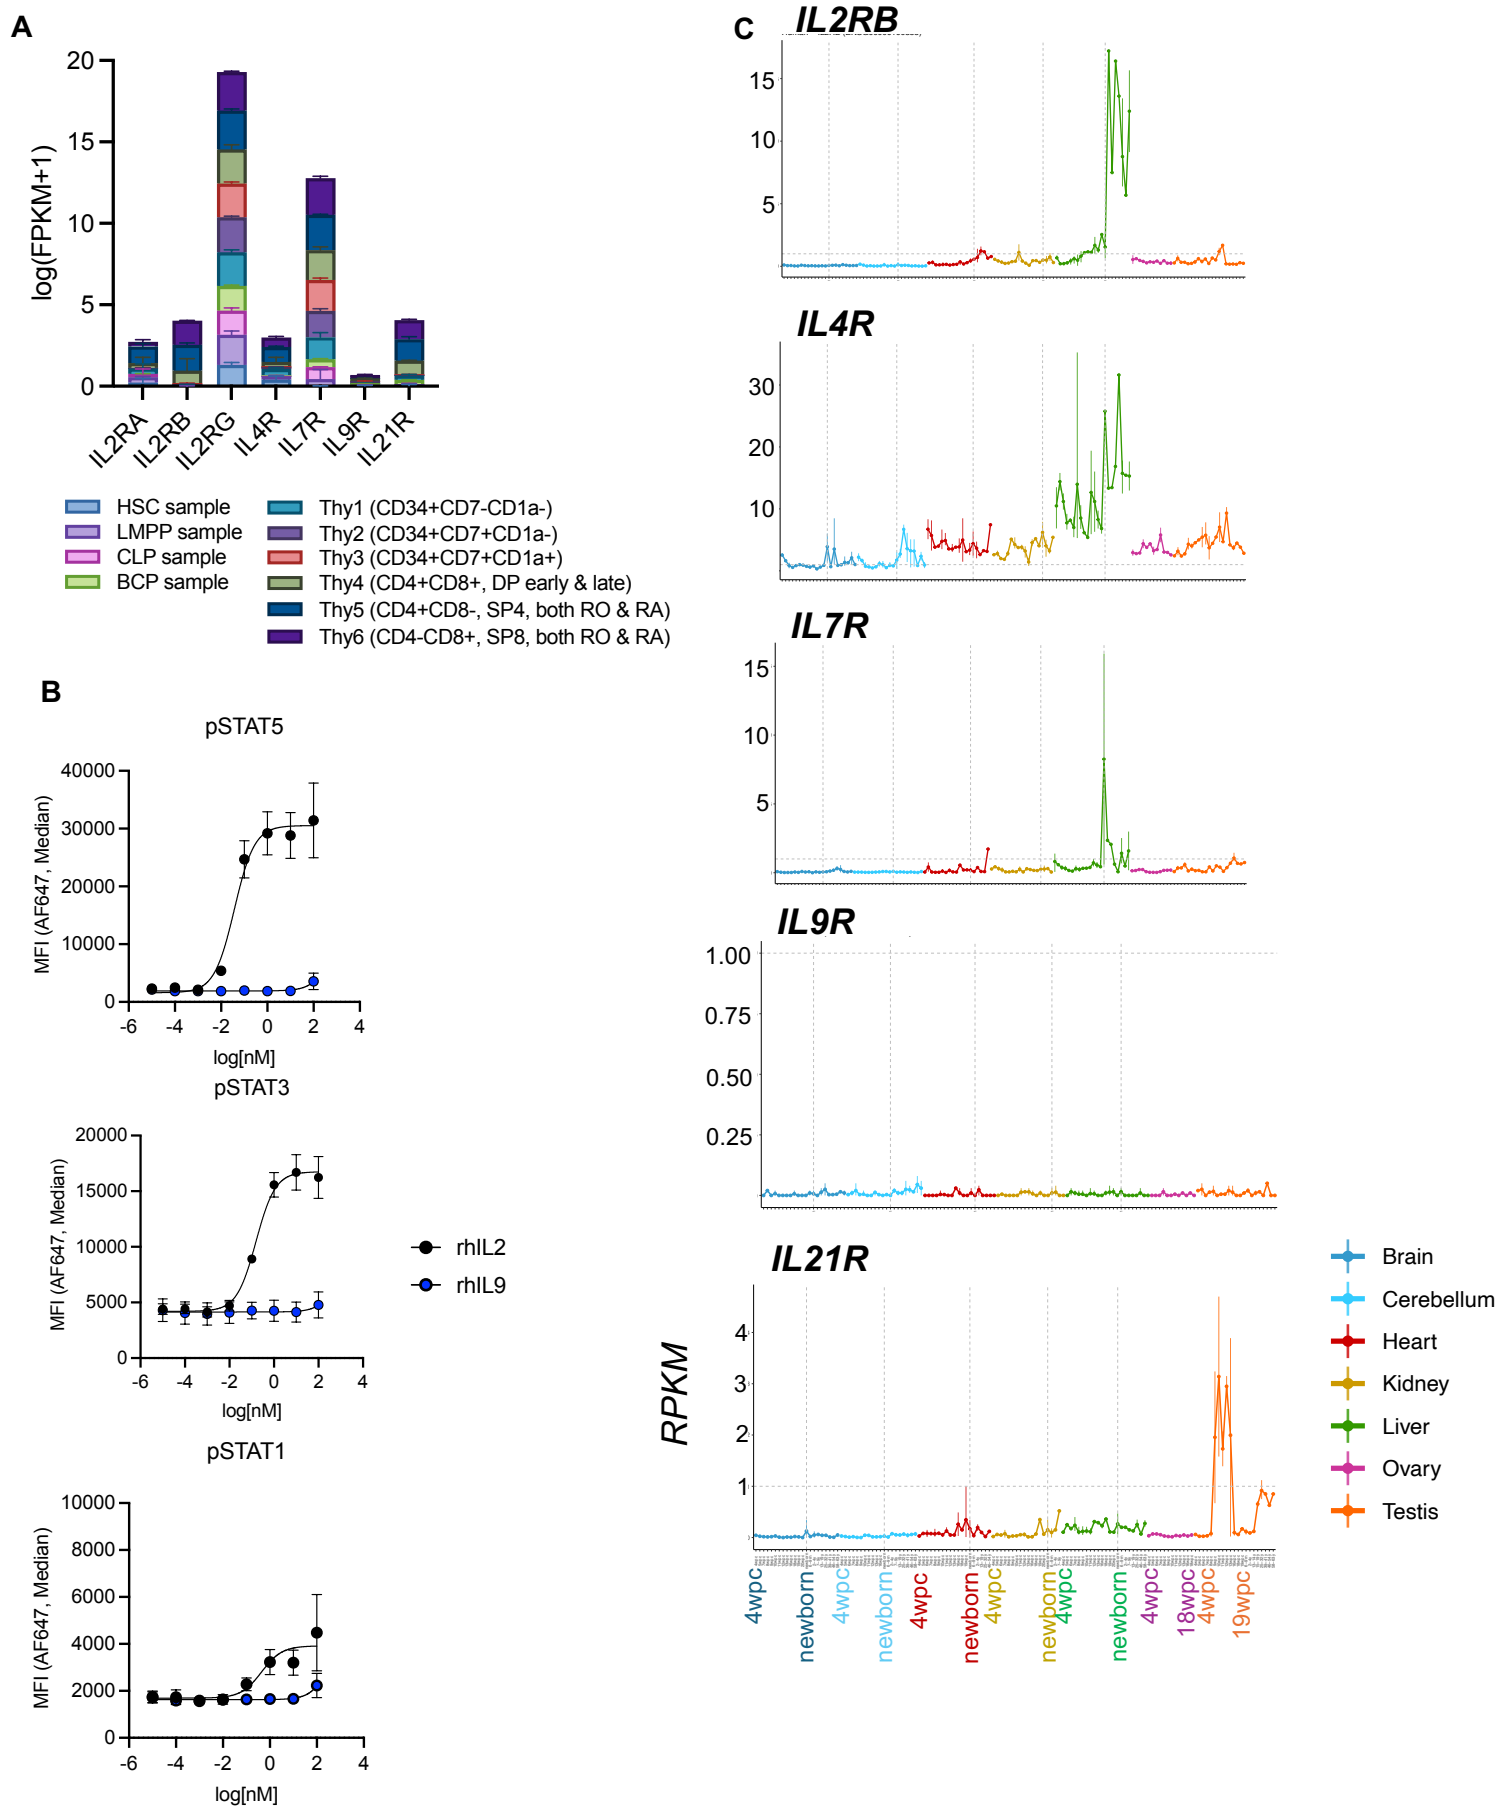 A
20
15
10
5
0
log(FPKM+1)
IL2RA
IL2RB
IL2RG
IL4R
IL7R
IL9R
IL21R
HSC sample
LMPP sample
CLP sample
BCP sample
Thy1 (CD34+CD7-CD1a-)
Thy2 (CD34+CD7+CD1a-)
Thy3 (CD34+CD7+CD1a+)
Thy4 (CD4+CD8+, DP early & late)
Thy5 (CD4+CD8-, SP4, both RO & RA)
Thy6 (CD4-CD8+, SP8, both RO & RA)
B
pSTAT5
MFI (AF647, Median)
40000
30000
20000
10000
0
-6 -4 -2 0 2 4
log[nM]
pSTAT3
MFI (AF647, Median)
20000
15000
10000
5000
0
-6 -4 -2 0 2 4
log[nM]
rhIL2
rhIL9
pSTAT1
MFI (AF647, Median)
10000
8000
6000
4000
2000
0
-6 -4 -2 0 2 4
log[nM]
C
IL2RB
15
10
5
IL4R
30
20
10
IL7R
15
10
5
IL9R
1.00
0.75
0.50
0.25
IL21R
RPKM
4
3
2
1
4wpc
newborn
4wpc
newborn
4wpc
newborn
4wpc
newborn
4wpc
newborn
4wpc
18wpc
4wpc
19wpc
Brain
Cerebellum
Heart
Kidney
Liver
Ovary
Testis